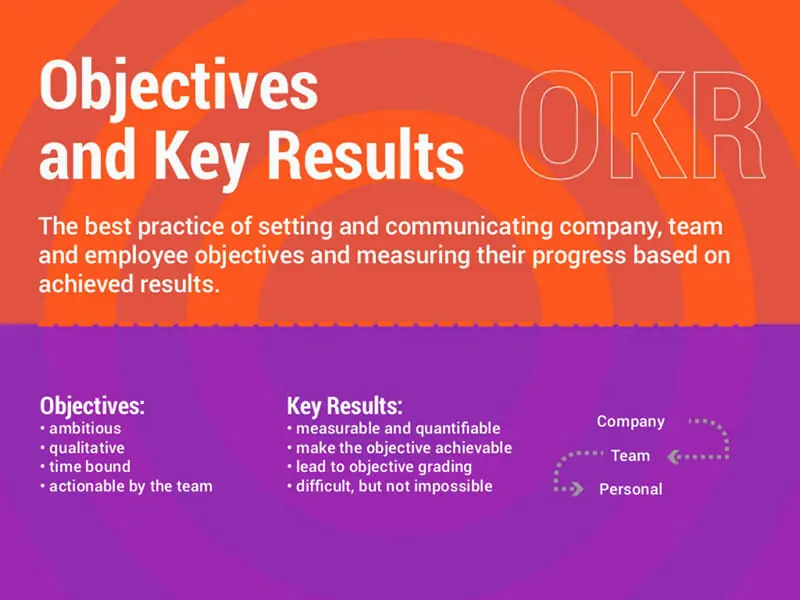 Objectives
and Key Results
OKR
The best practice of setting and communicating company, team
and employee objectives and measuring their progress based on
achieved results.
Objectives:
• ambitious
• qualitative
• time bound
• actionable by the team
Key Results:
• measurable and quantifiable
• make the objective achievable
• lead to objective grading
• difficult, but not impossible
Company
Team
Personal